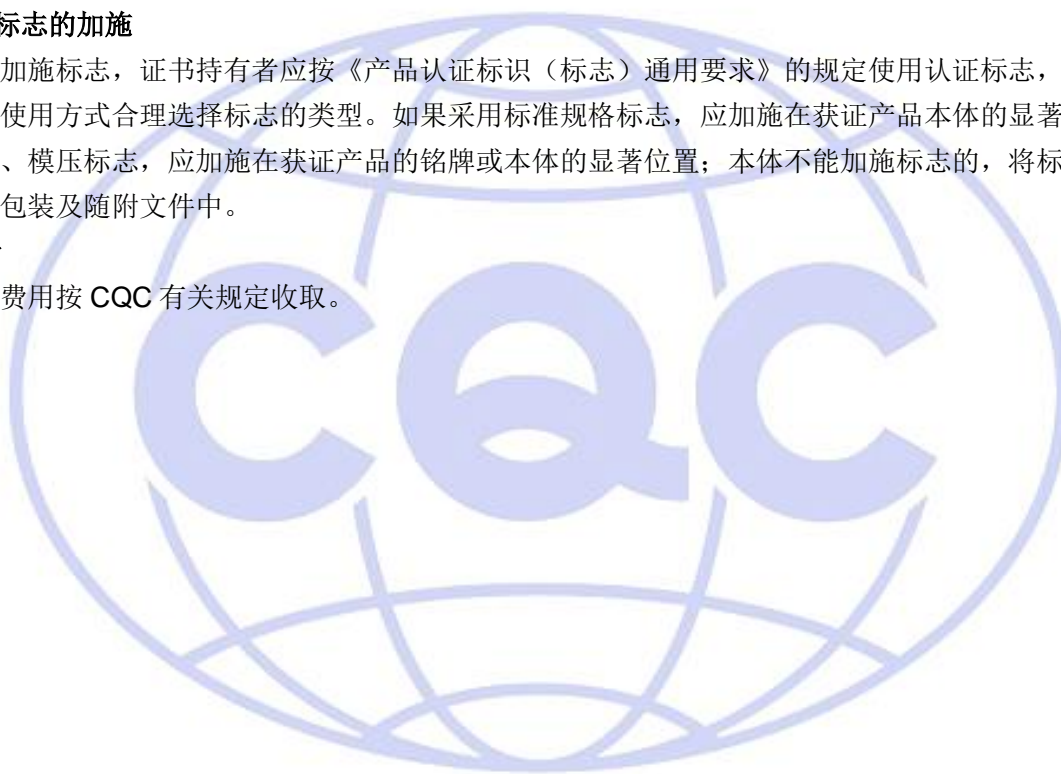 标志的加施
加施标志，证书持有者应按《产品认证标识（标志）通用要求》的规定使用认证标志，
使用方式合理选择标志的类型。如果采用标准规格标志，应加施在获证产品本体的显著
、模压标志，应加施在获证产品的铭牌或本体的显著位置；本体不能加施标志的，将标
包装及随附文件中。
费用按 CQC 有关规定收取。
CQC